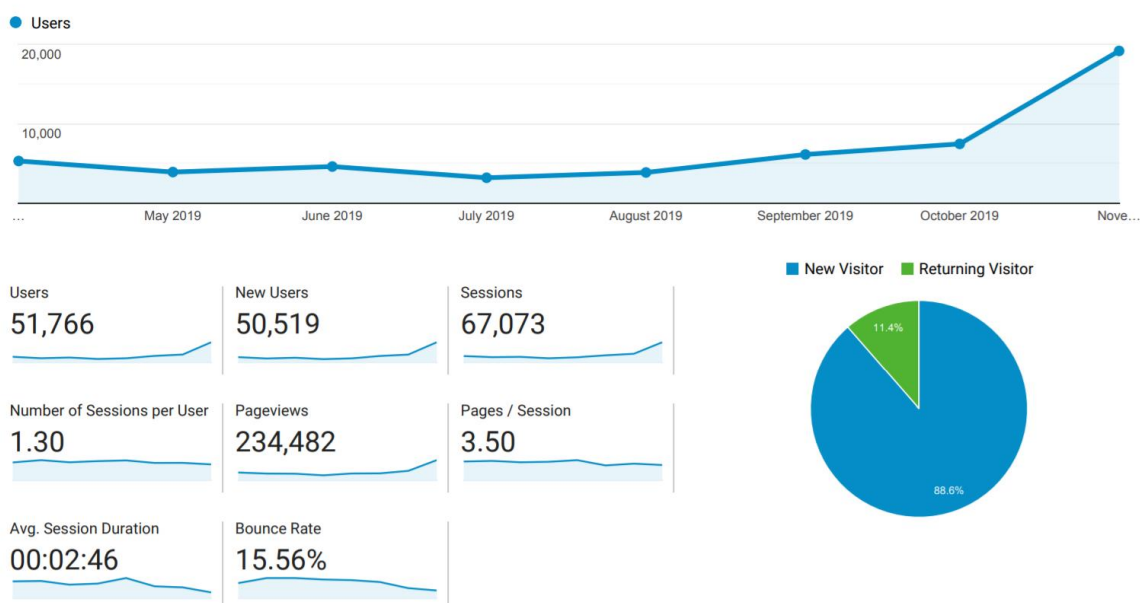 Users
20,000
10,000
... May 2019 June 2019 July 2019 August 2019 September 2019 October 2019 Nove...
New Visitor Returning Visitor
Users New Users Sessions
51,766 50,519 67,073
11.4%
Number of Sessions per User Pageviews Pages / Session
1.30 234,482 3.50
88.6%
Avg. Session Duration Bounce Rate
00:02:46 15.56%